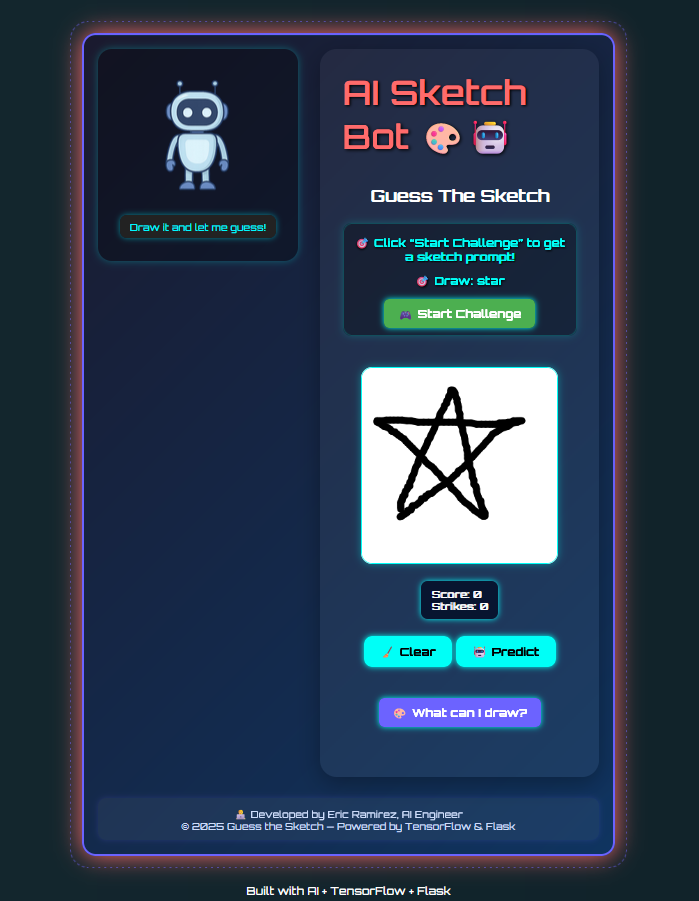 Draw it and let me guess!
AI Sketch
Bot
Guess The Sketch
Click "Start Challenge" to get
a sketch prompt!
Draw: star
Start Challenge
Score: 0
Strikes: 0
Clear
Predict
What can I draw?
Developed by Eric Ramirez, AI Engineer
© 2025 Guess the Sketch — Powered by TensorFlow & Flask
Built with AI + TensorFlow + Flask